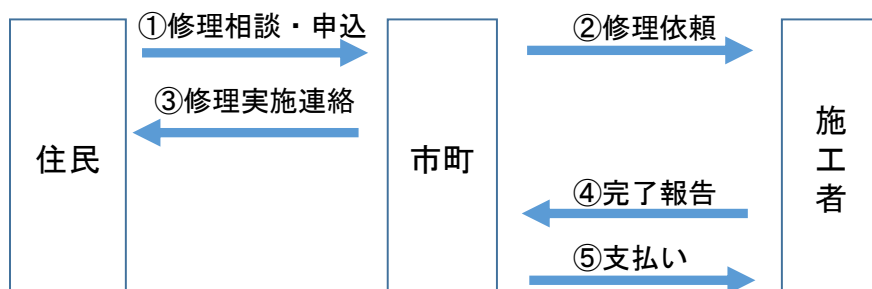 ①修理相談・申込
②修理依頼
③修理実施連絡
住民
市町
施工者
④完了報告
⑤支払い